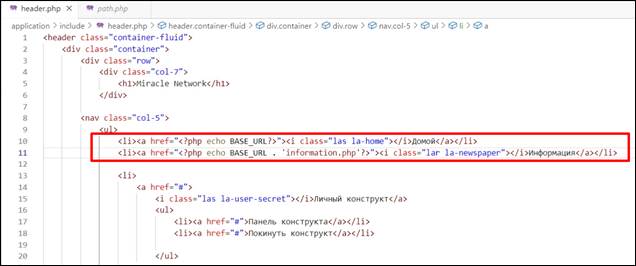 header.php × path.php ×
application > include > header.php > header.container-fluid > div.container > div.row > nav.col-5 > ul > li > a
1 <header class="container-fluid">
2 <div class="container">
3 <div class="row">
4 <div class="col-7">
5 <h1>Miracle Network</h1>
6 </div>
7
8 <nav class="col-5">
9 <ul>
10 <li><a href="<?php echo BASE_URL?>"><i class="las la-home"></i>Домой</a></li>
11 <li><a href="<?php echo BASE_URL . 'information.php'?>"><i class="lar la-newspaper"></i>Информация</a></li>
12
13 <li>
14 <a href="#">
15 <i class="las la-user-secret"></i>Личный конструкт</a>
16 <ul>
17 <li><a href="#">Панель конструкта</a></li>
18 <li><a href="#">Покинуть конструкт</a></li>
19
20 </ul>